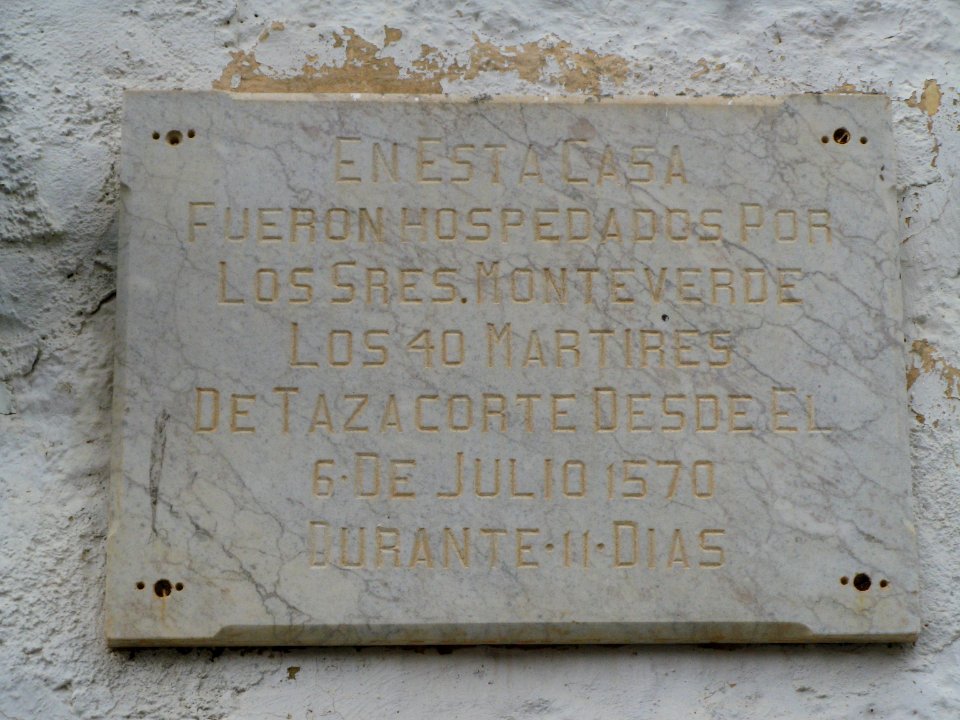 EN ESTA CASA
FUERON HOSPEDADOS POR
LOS SRES. MONTEVERDE
LOS 40 MARTIRES
DE TAZACORTE DESDE EL
6·DE JULIO 1570
DURANTE·11·DIAS